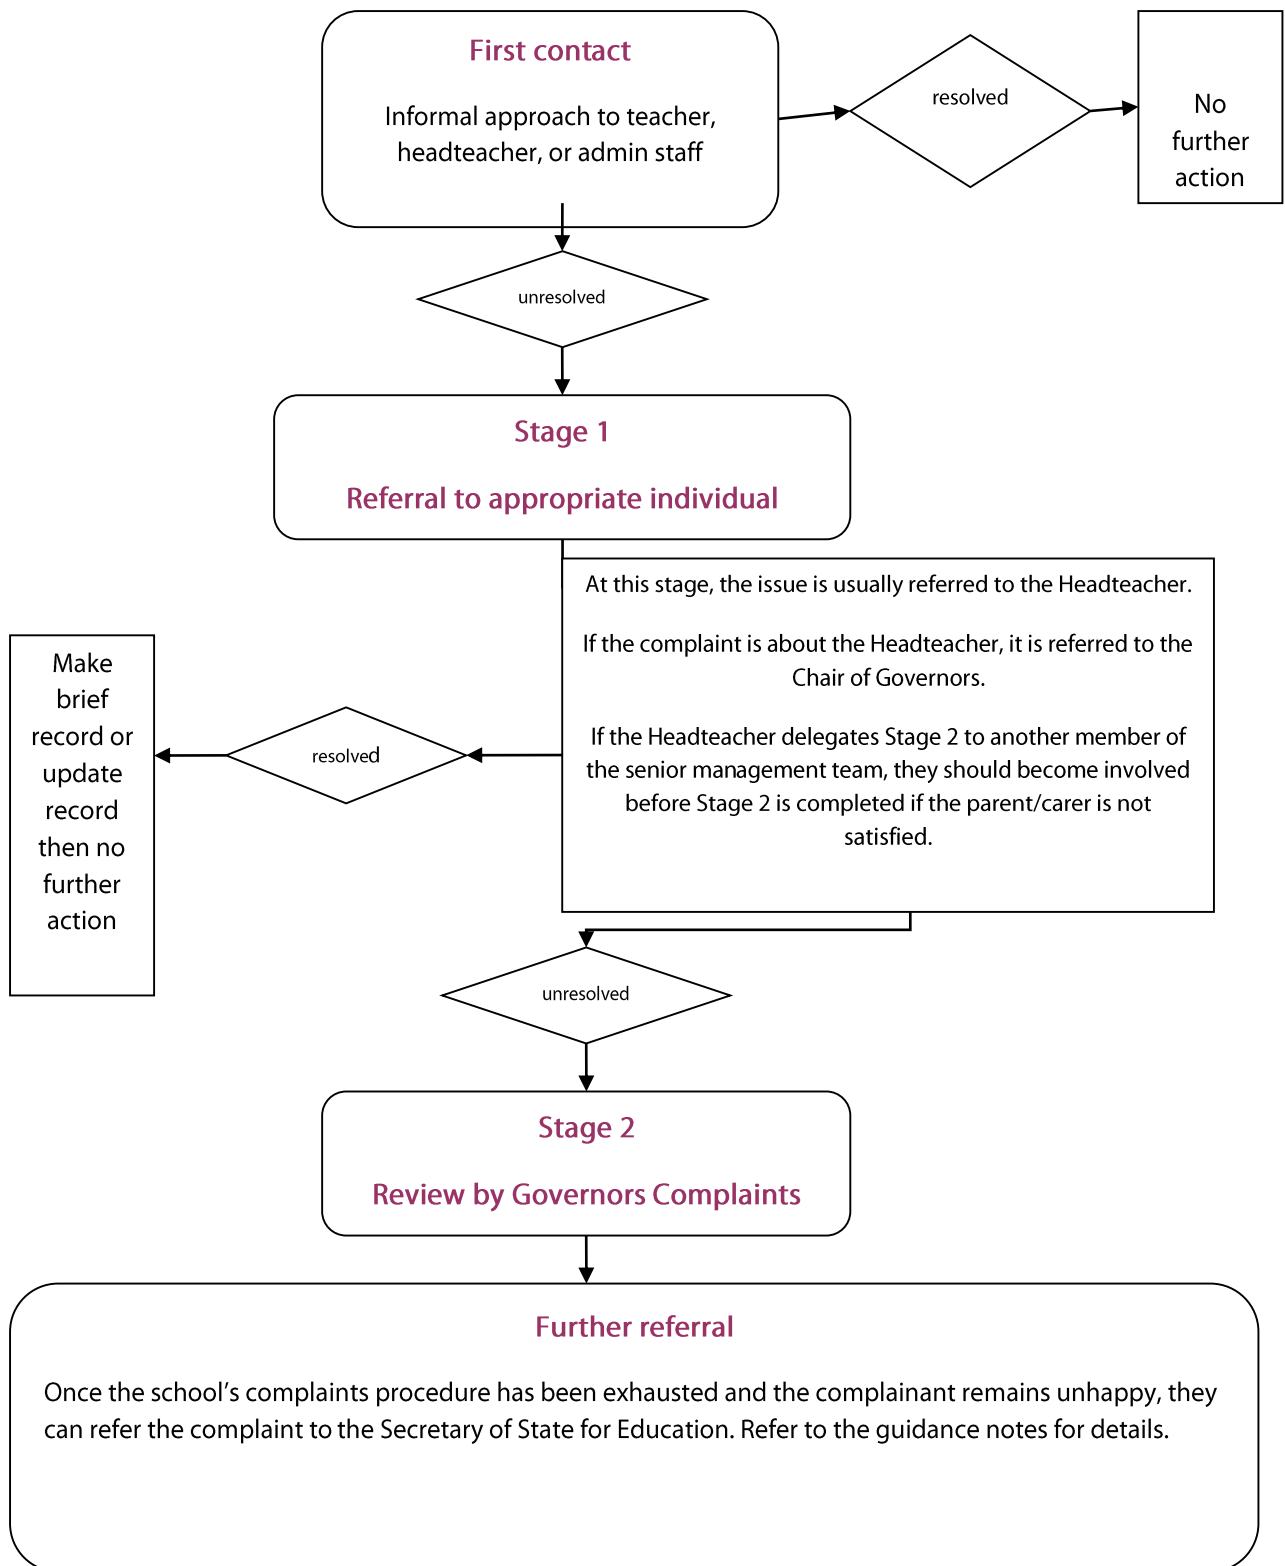 First contact
Informal approach to teacher,
headteacher, or admin staff
resolved
No
further
action
unresolved
Stage 1
Referral to appropriate individual
At this stage, the issue is usually referred to the Headteacher.
If the complaint is about the Headteacher, it is referred to the
Chair of Governors.
If the Headteacher delegates Stage 2 to another member of
the senior management team, they should become involved
before Stage 2 is completed if the parent/carer is not
satisfied.
resolved
Make
brief
record or
update
record
then no
further
action
unresolved
Stage 2
Review by Governors Complaints
Further referral
Once the school’s complaints procedure has been exhausted and the complainant remains unhappy, they
can refer the complaint to the Secretary of State for Education. Refer to the guidance notes for details.